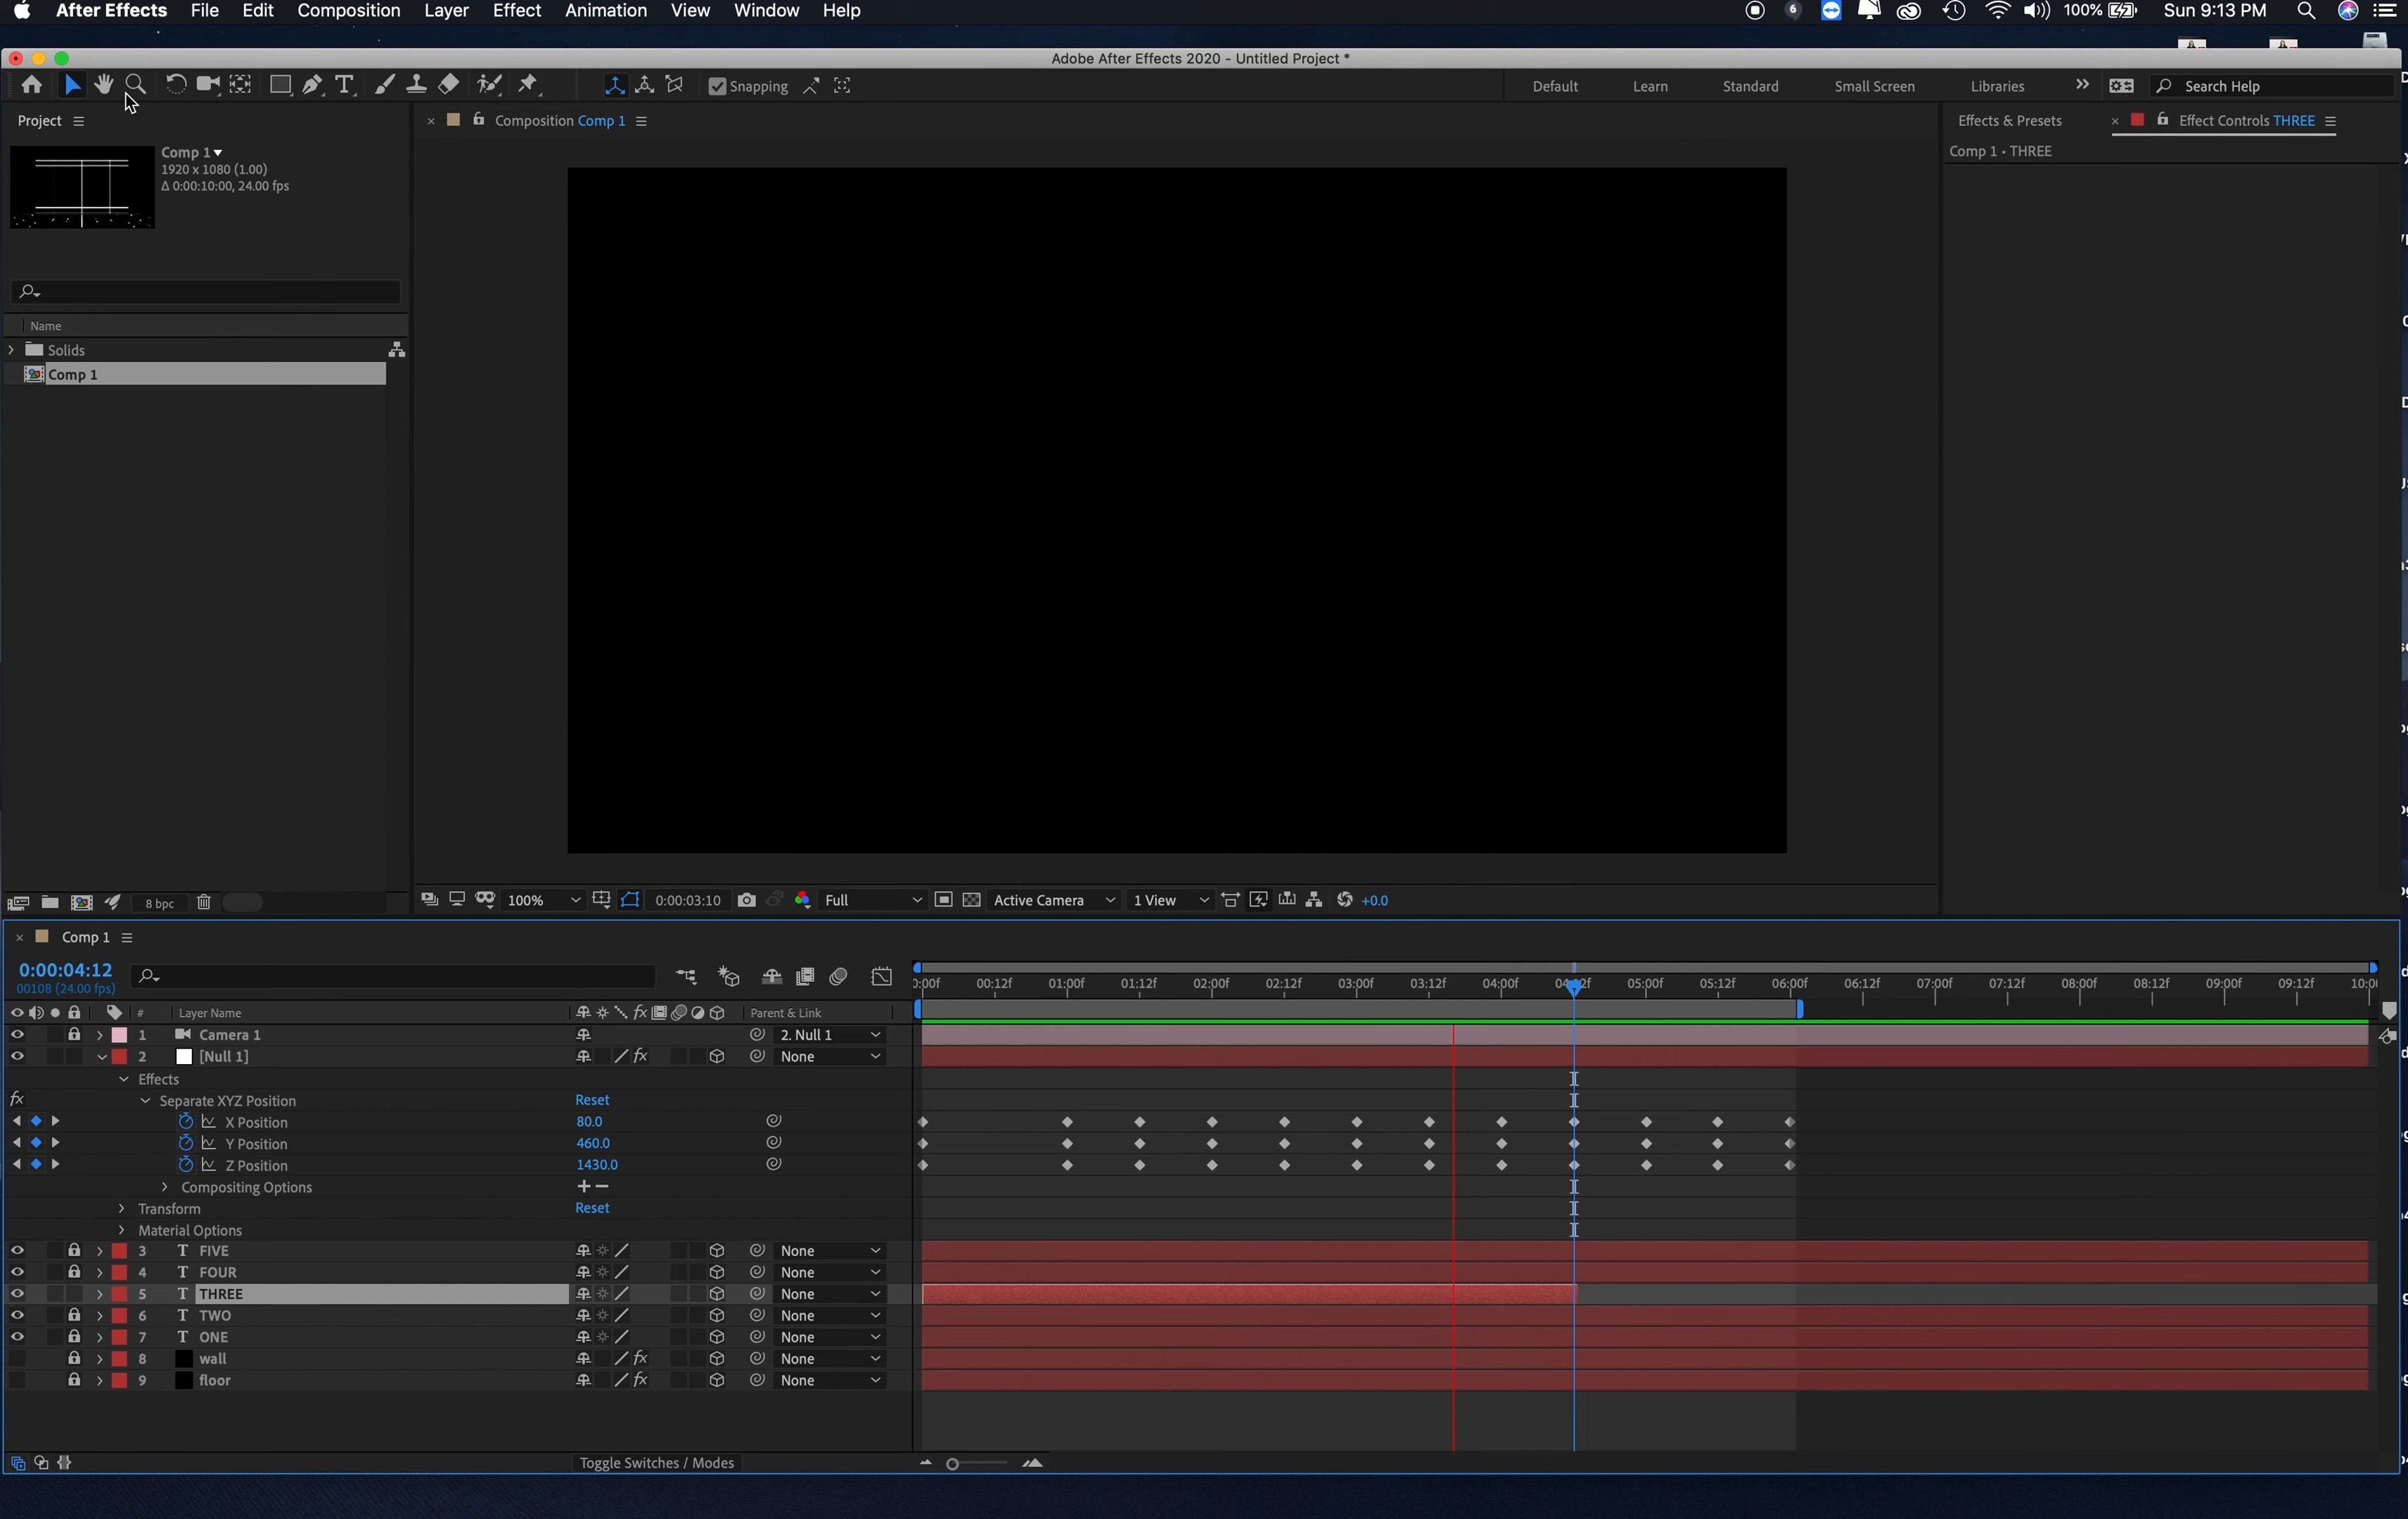 After Effects File Edit Composition Layer Effect Animation View Window Help 6 100% Sun 9:13 PM
Adobe After Effects 2020 - Untitled Project *
Snapping Default Learn Standard Small Screen Libraries Search Help
Project Composition Comp 1 Effects & Presets Effect Controls THREE
Comp 1 • THREE
Comp 1
1920 x 1080 (1.00)
Δ 0:00:10:00, 24.00 fps
Name
Solids
Comp 1
8 bpc 100% 0:00:03:10 Full Active Camera 1 View +0.0
Comp 1
0:00:04:12
00108 (24.00 fps)
0:00f 00:12f 01:00f 01:12f 02:00f 02:12f 03:00f 03:12f 04:00f 05:00f 05:12f 06:00f 06:12f 07:00f 07:12f 08:00f 08:12f 09:00f 09:12f
# Layer Name fx Parent & Link
1 Camera 1 2. Null 1
2 [Null 1] fx None
Effects
fx Separate XYZ Position Reset
X Position 80.0
Y Position 460.0
Z Position 1430.0
Compositing Options + −
Transform Reset
Material Options
3 T FIVE None
4 T FOUR None
5 T THREE None
6 T TWO None
7 T ONE None
8 wall fx None
9 floor fx None
Toggle Switches / Modes